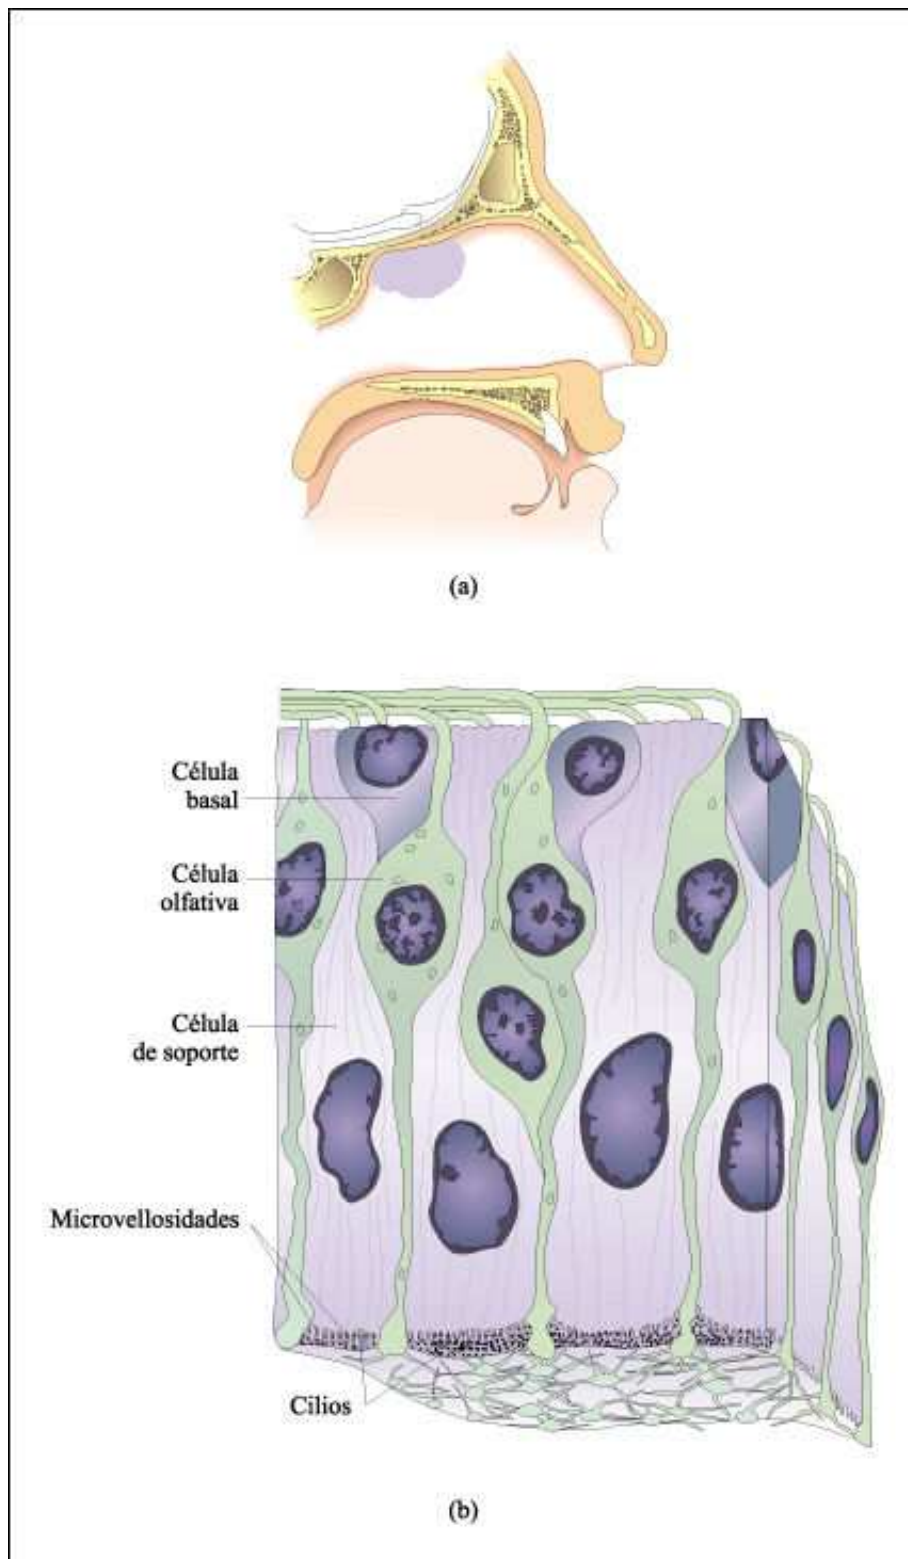 (a)
Célula
basal
Célula
olfativa
Célula
de soporte
Microvellosidades
Cilios
(b)